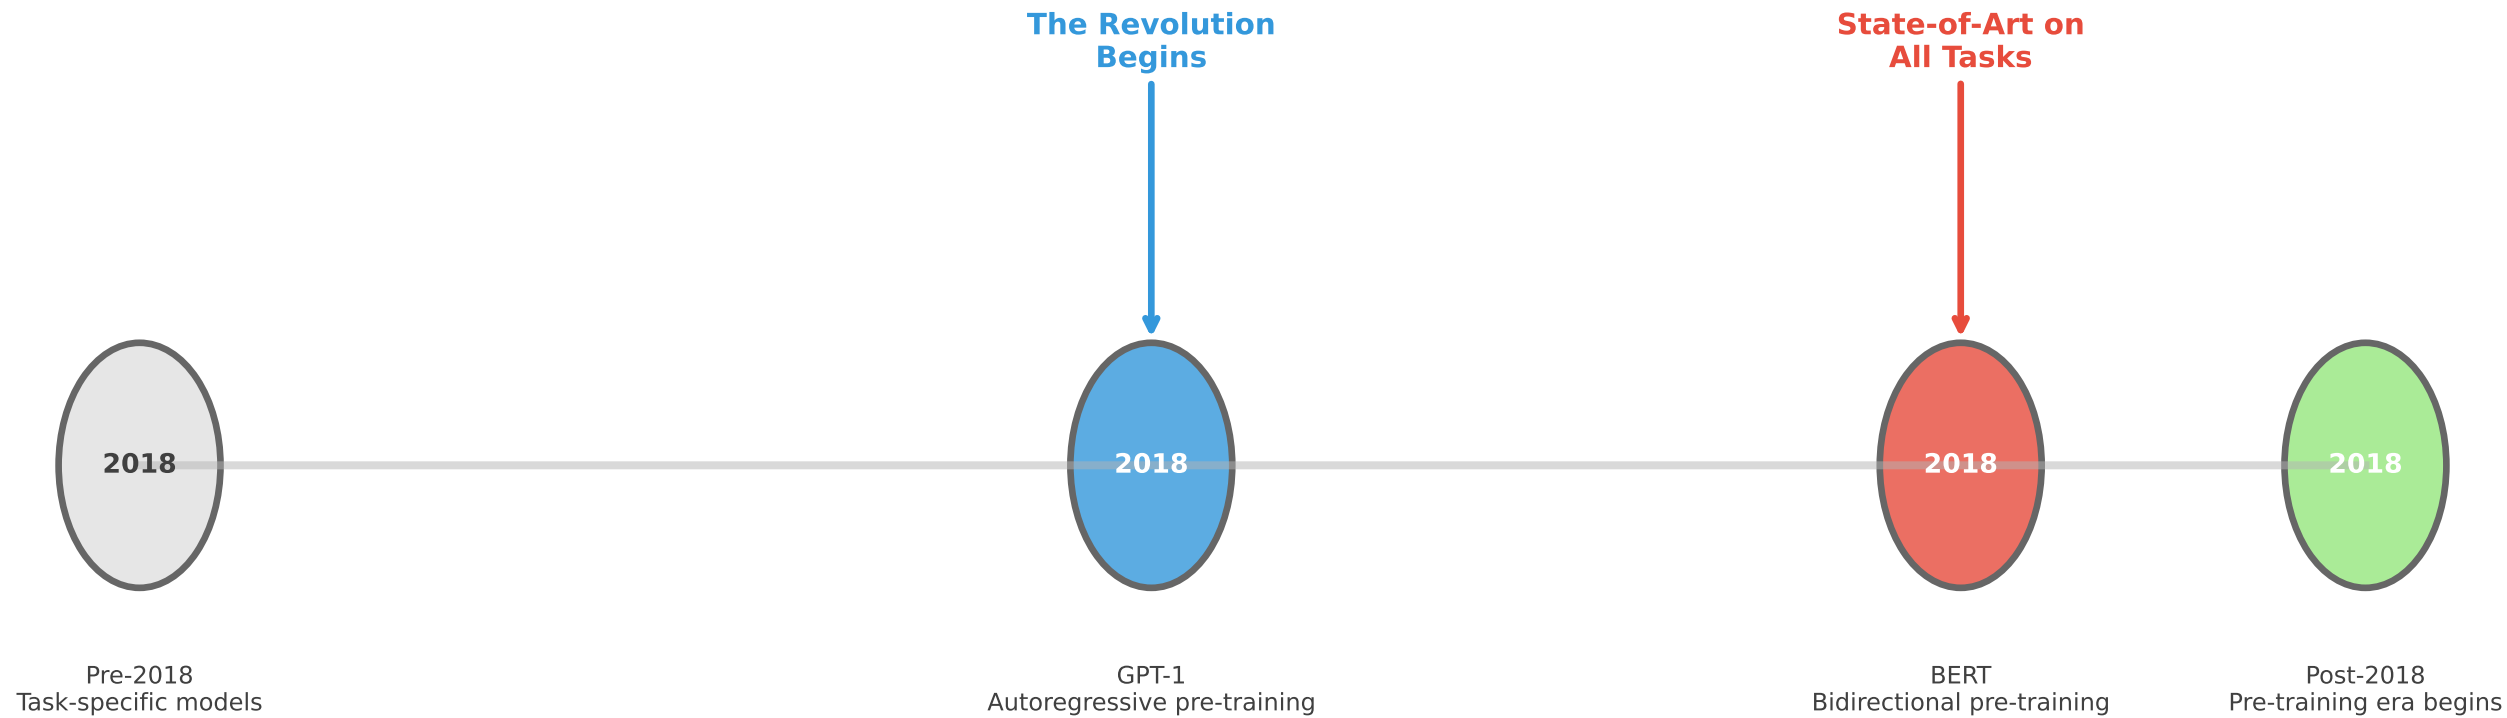 The Revolution
Begins
State-of-Art on
All Tasks
2018
2018
2018
2018
Pre-2018
Task-specific models
GPT-1
Autoregressive pre-training
BERT
Bidirectional pre-training
Post-2018
Pre-training era begins